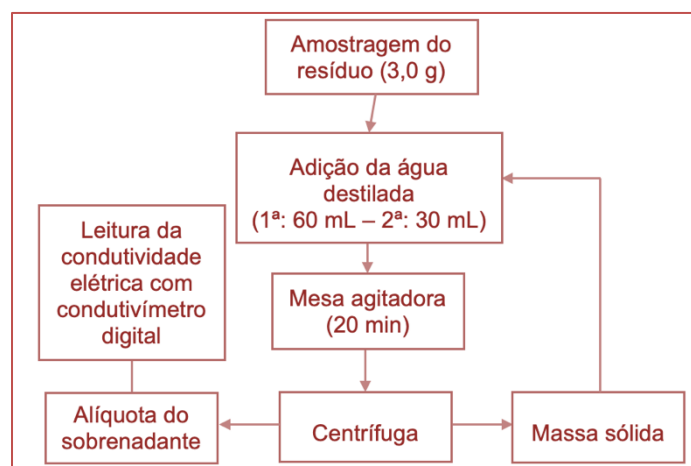 Amostragem do
resíduo (3,0 g)
Adição da água
destilada
(1ª: 60 mL – 2ª: 30 mL)
Leitura da
condutividade
elétrica com
condutivímetro
digital
Mesa agitadora
(20 min)
Alíquota do
sobrenadante
Centrífuga
Massa sólida